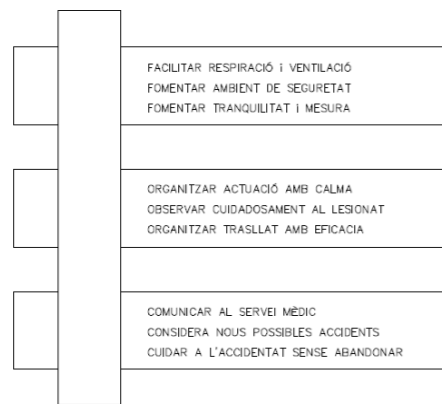 FACILITAR RESPIRACIÓ i VENTILACIÓ
FOMENTAR AMBIENT DE SEGURETAT
FOMENTAR TRANQUILITAT i MESURA
ORGANITZAR ACTUACIÓ AMB CALMA
OBSERVAR CUIDADOSAMENT AL LESIONAT
ORGANITZAR TRASLLAT AMB EFICACIA
COMUNICAR AL SERVEI MÈDIC
CONSIDERA NOUS POSSIBLES ACCIDENTS
CUIDAR A L'ACCIDENTAT SENSE ABANDONAR